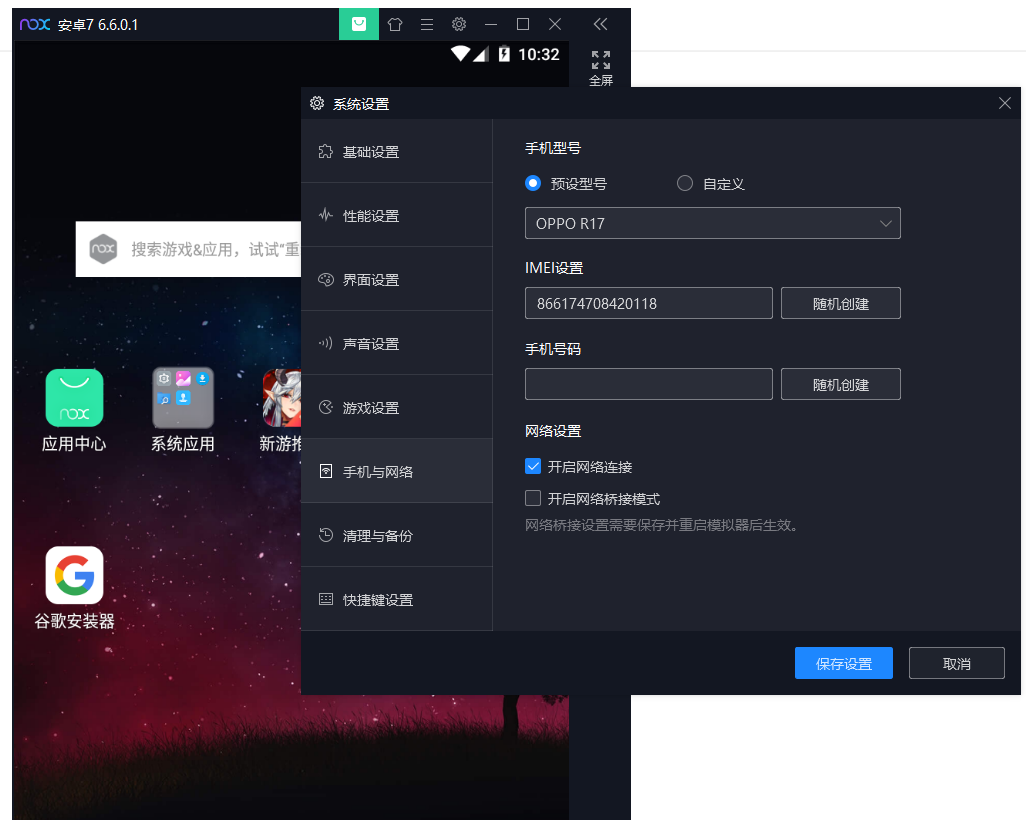 nox 安卓7 6.6.0.1
10:32
全屏
系统设置
基础设置
性能设置
界面设置
声音设置
游戏设置
手机与网络
清理与备份
快捷键设置
手机型号
预设型号 自定义
OPPO R17
IMEI设置
866174708420118 随机创建
手机号码
随机创建
网络设置
开启网络连接
开启网络桥接模式
网络桥接设置需要保存并重启模拟器后生效。
保存设置 取消
nox 搜索游戏&应用，试试“重
nox
应用中心 系统应用 新游推
谷歌安装器